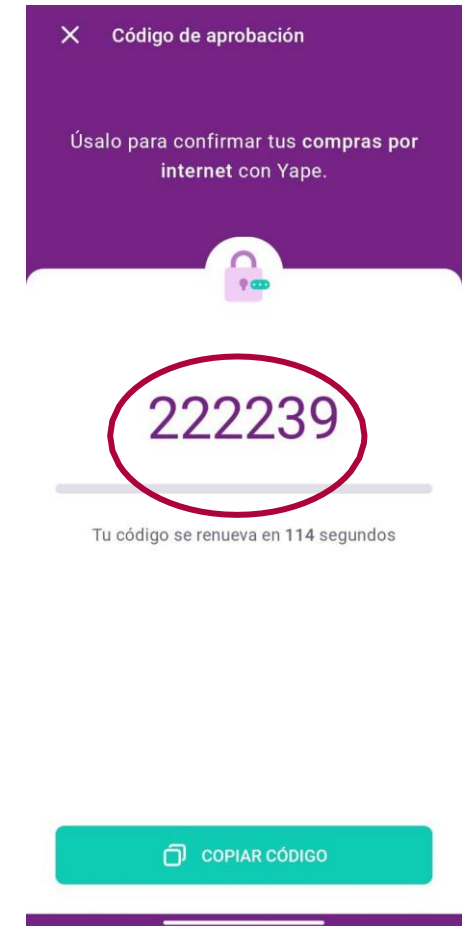 Código de aprobación
Úsalo para confirmar tus compras por
internet con Yape.
222239
Tu código se renueva en 114 segundos
COPIAR CÓDIGO